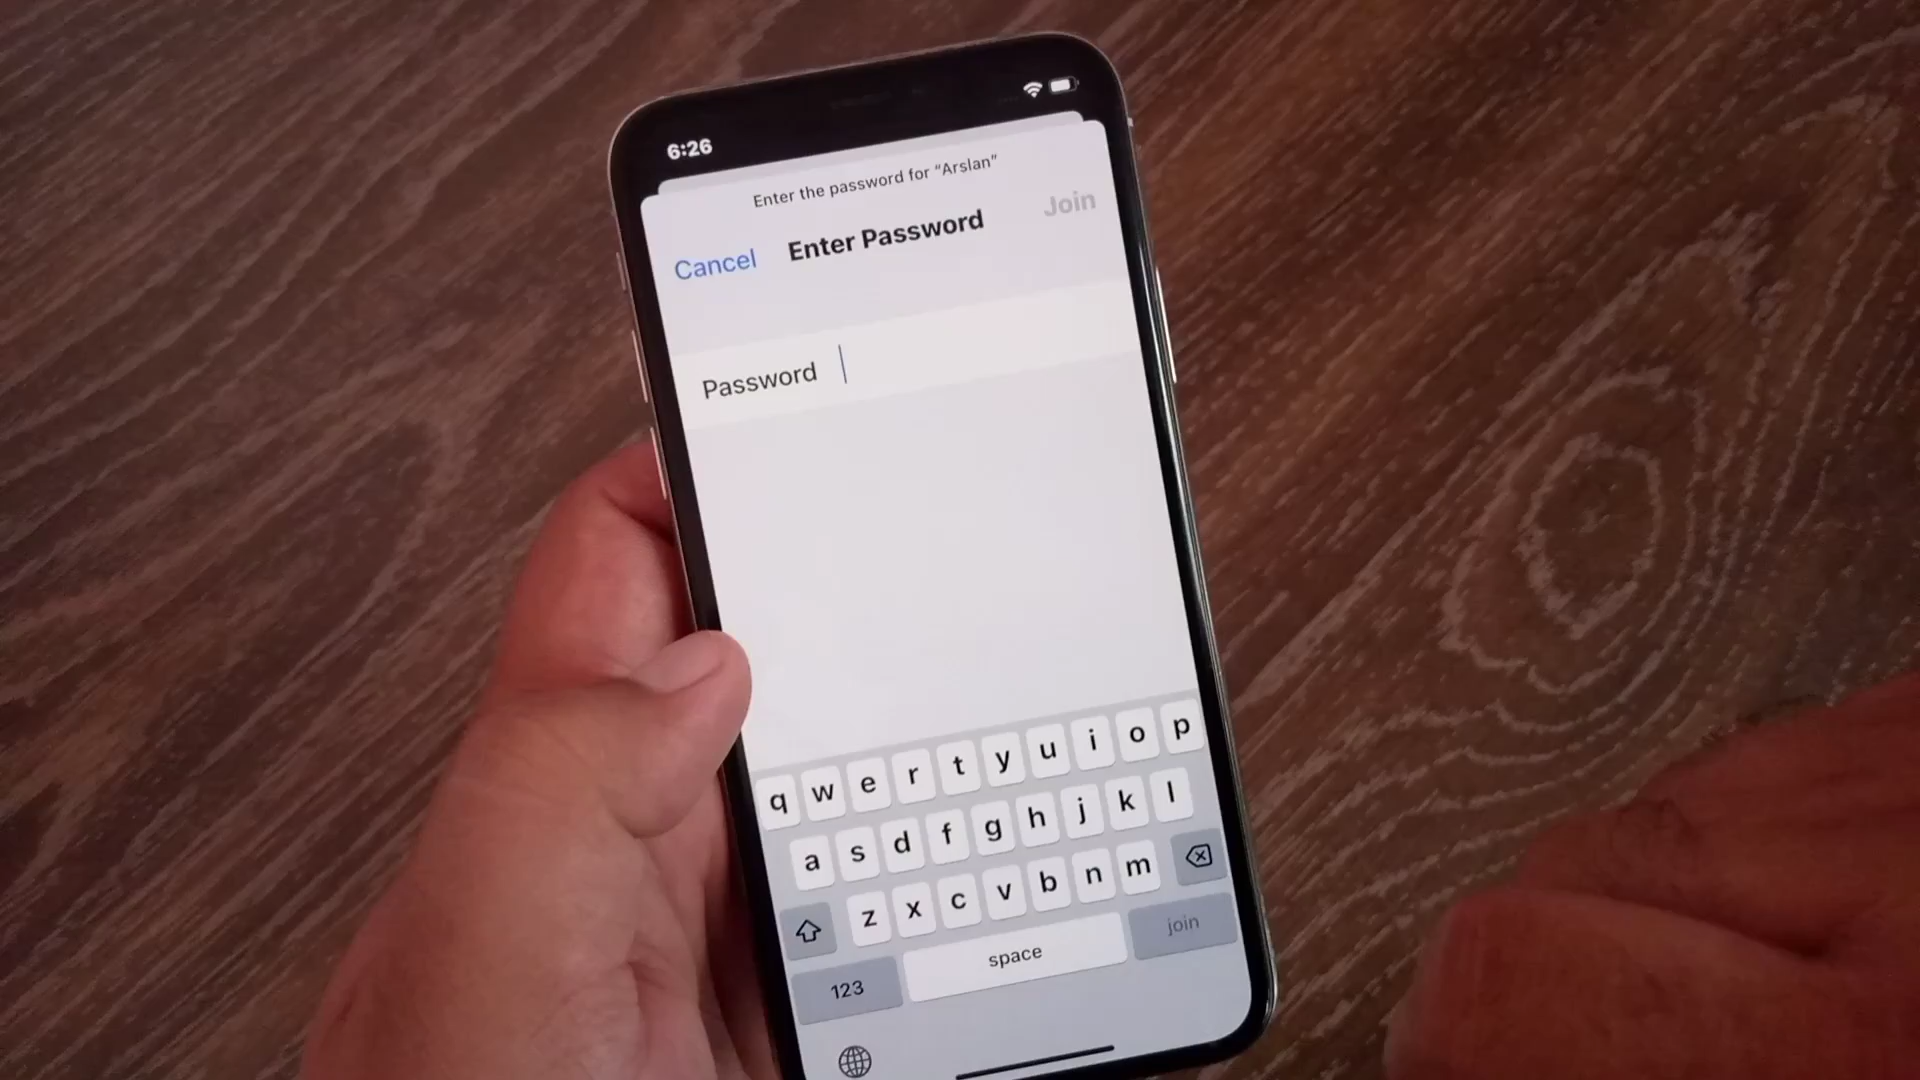 6:26
Enter the password for “Arslan”
Cancel Enter Password Join
Password
q w e r t y u i o p
a s d f g h j k l
z x c v b n m
123 space join